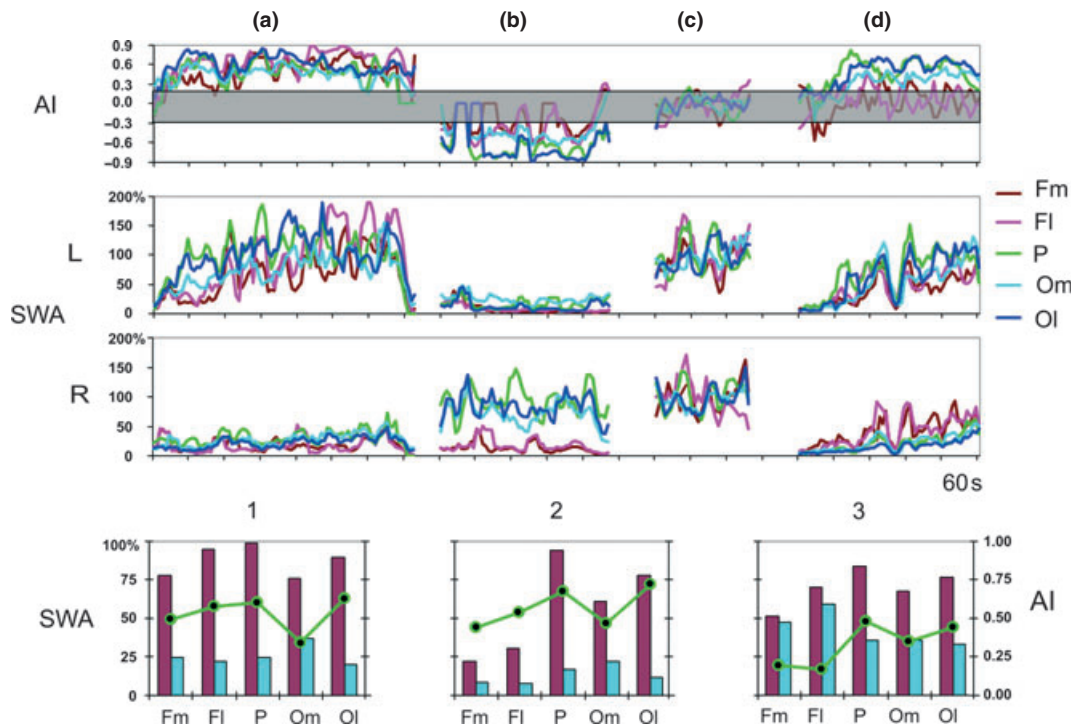 (a) (b) (c) (d)
AI
0.9
0.6
0.3
0.0
−0.3
−0.6
−0.9
200%
150
100
50
0
L
SWA
200%
150
100
50
0
R
Fm
Fl
P
Om
Ol
60 s
1 2 3
SWA
100%
75
50
25
0
1.00
0.75
0.50
0.25
0.00
AI
Fm Fl P Om Ol
Fm Fl P Om Ol
Fm Fl P Om Ol